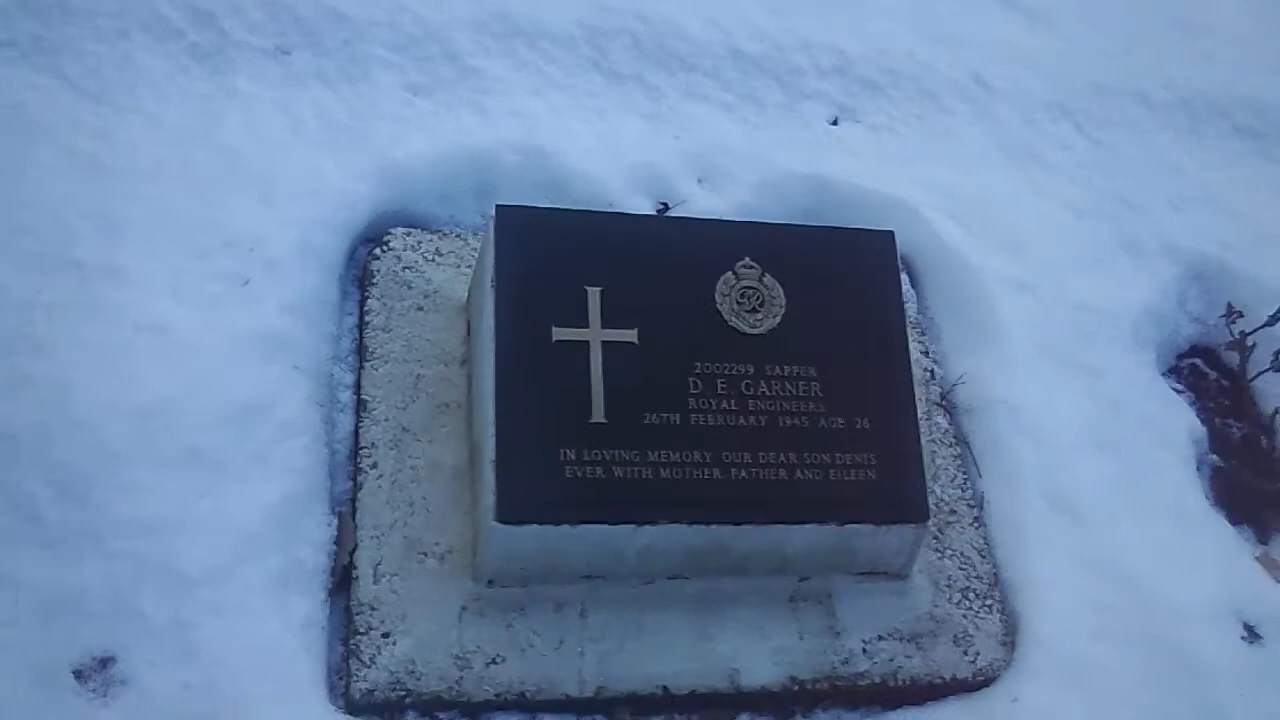 GR
2002299 SAPPER
D. E. GARNER
ROYAL ENGINEERS
26TH FEBRUARY 1945 AGE 26
IN LOVING MEMORY OUR DEAR SON DENIS
EVER WITH MOTHER, FATHER AND EILEEN